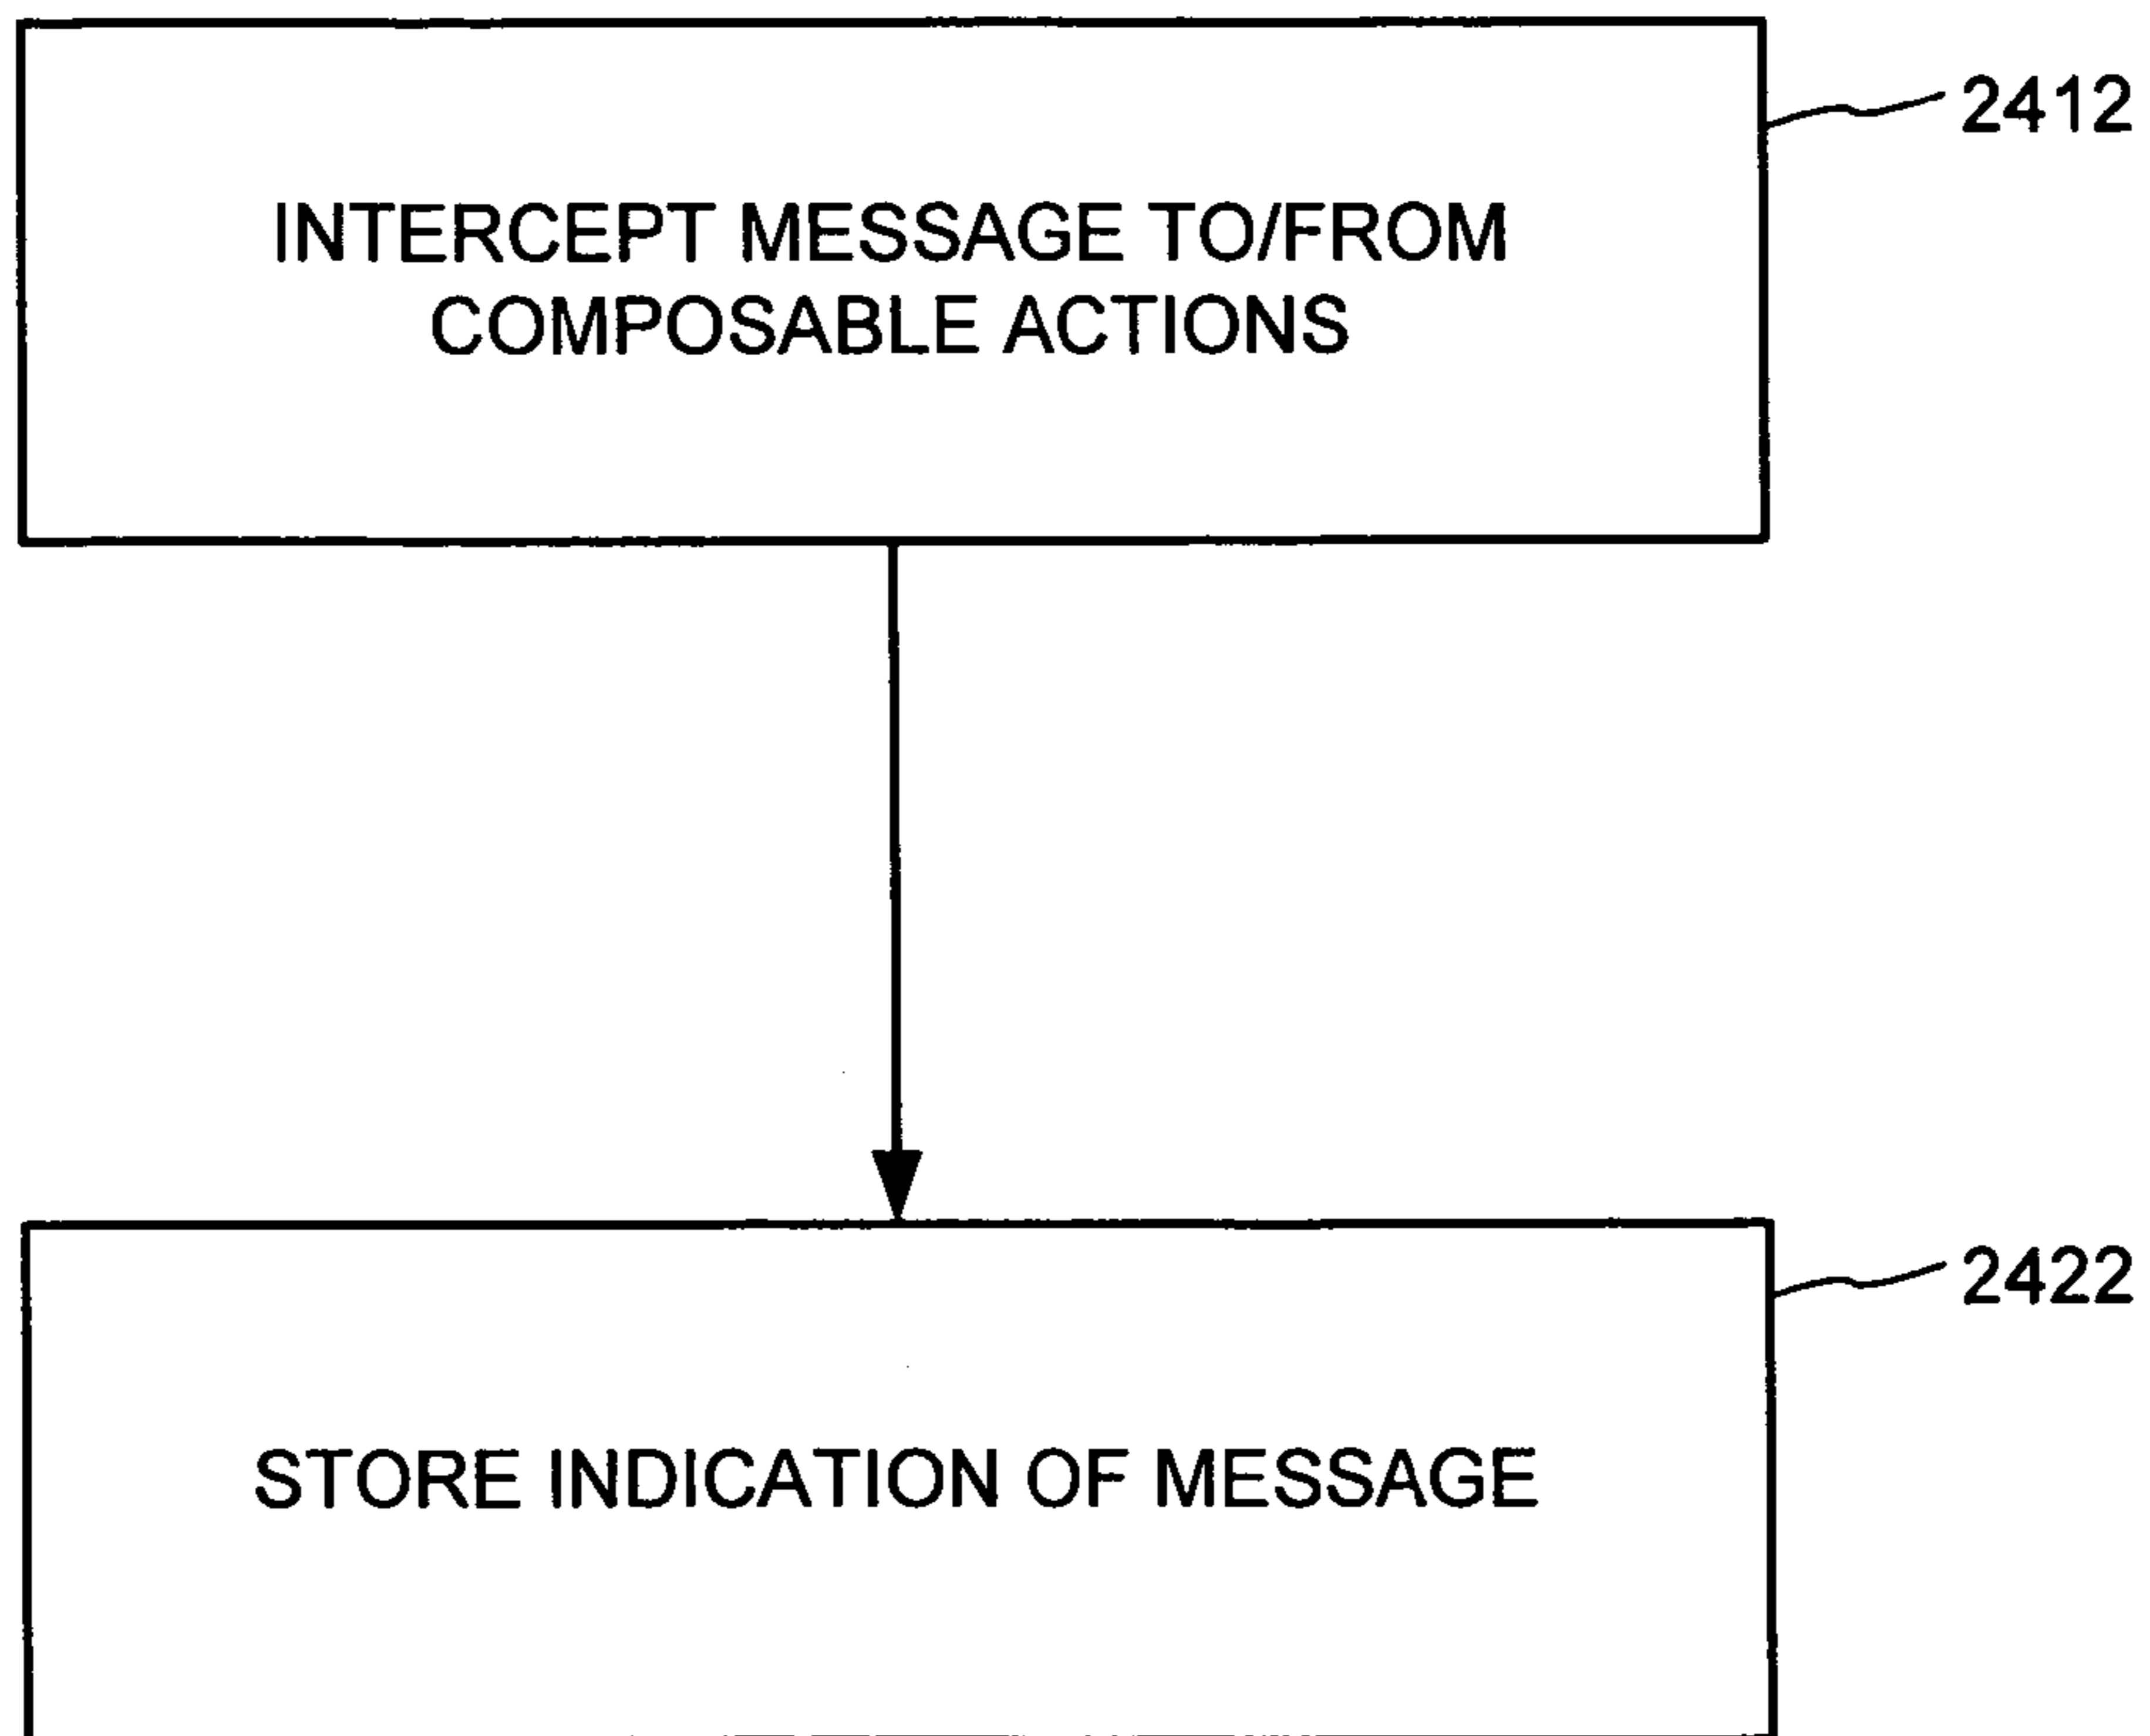 2412
INTERCEPT MESSAGE TO/FROM
COMPOSABLE ACTIONS
2422
STORE INDICATION OF MESSAGE